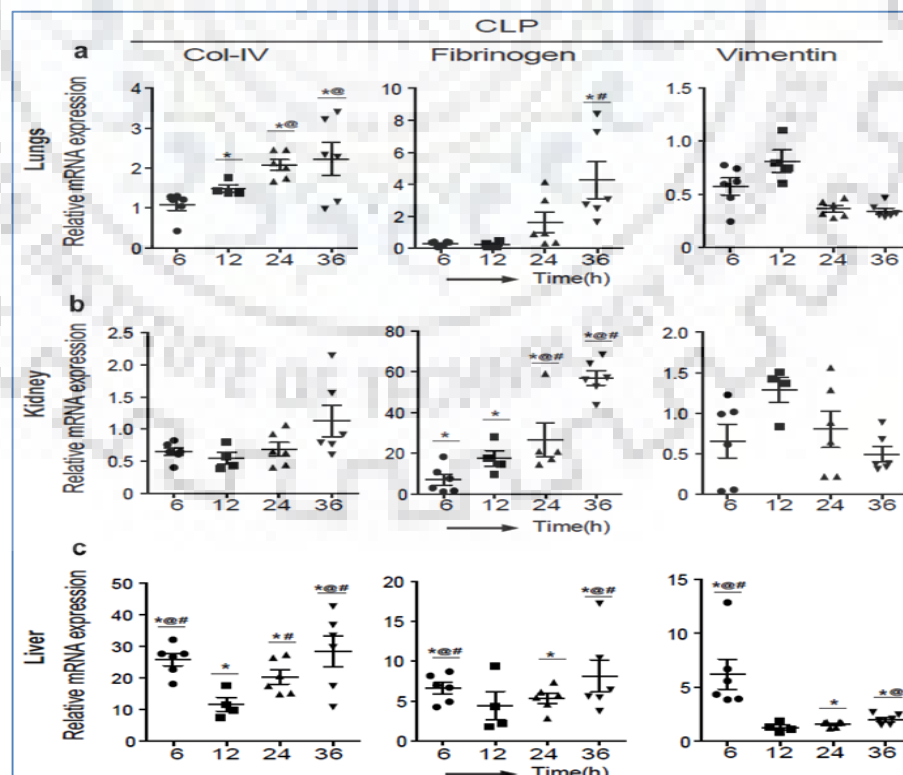 CLP
a
Col-IV Fibrinogen Vimentin
Lungs
Relative mRNA expression
4
3
2
1
0
*
*@
*@
6 12 24 36
10
8
6
4
2
0
*#
6 12 24 36
Time(h)
1.5
1.0
0.5
0
6 12 24 36
b
Kidney
Relative mRNA expression
2.5
2.0
1.5
1.0
0.5
0
6 12 24 36
80
60
40
20
0
*
*
*@#
*@#
6 12 24 36
Time(h)
2.0
1.5
1.0
0.5
0
6 12 24 36
c
Liver
Relative mRNA expression
50
40
30
20
10
0
*@#
*
*#
*@#
6 12 24 36
20
15
10
5
0
*@#
*
*@#
6 12 24 36
Time(h)
15
10
5
0
*@#
*
*@
6 12 24 36